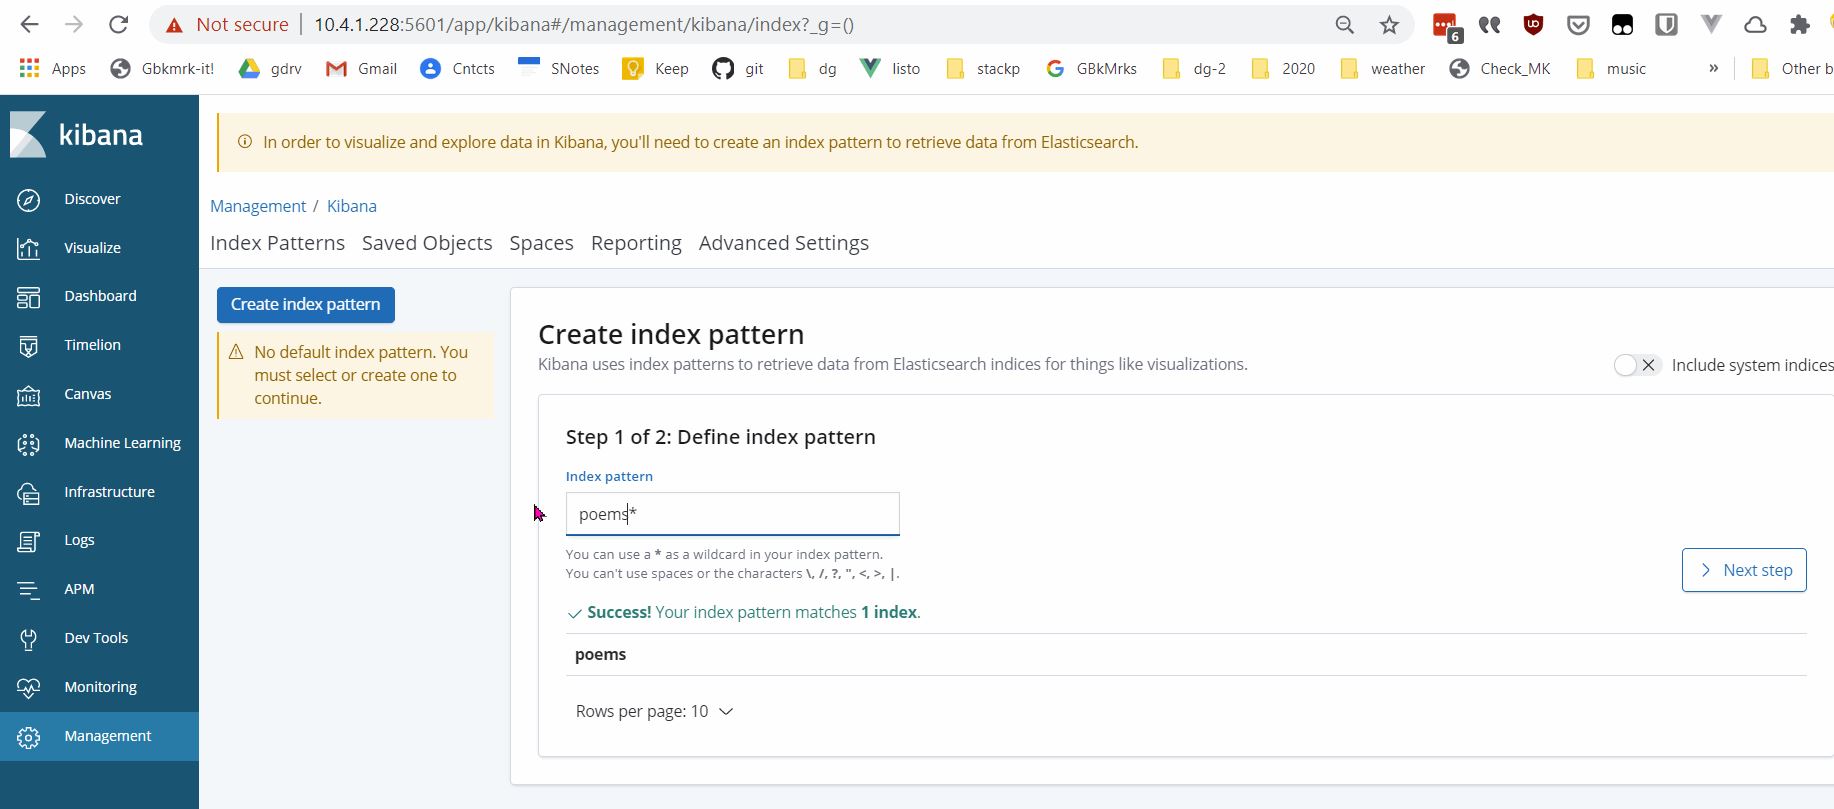 Not secure | 10.4.1.228:5601/app/kibana#/management/kibana/index?_g=()
6
Apps Gbkmrk-it! gdrv Gmail Cntcts SNotes Keep git dg listo stackp GBkMrks dg-2 2020 weather Check_MK music » Other b
kibana
Discover
Visualize
Dashboard
Timelion
Canvas
Machine Learning
Infrastructure
Logs
APM
Dev Tools
Monitoring
Management
In order to visualize and explore data in Kibana, you'll need to create an index pattern to retrieve data from Elasticsearch.
Management / Kibana
Index Patterns Saved Objects Spaces Reporting Advanced Settings
Create index pattern
No default index pattern. You
must select or create one to
continue.
Create index pattern
Kibana uses index patterns to retrieve data from Elasticsearch indices for things like visualizations.
Include system indices
Step 1 of 2: Define index pattern
Index pattern
poems*
You can use a * as a wildcard in your index pattern.
You can't use spaces or the characters \, /, ?, ", <, >, |.
Next step
Success! Your index pattern matches 1 index.
poems
Rows per page: 10